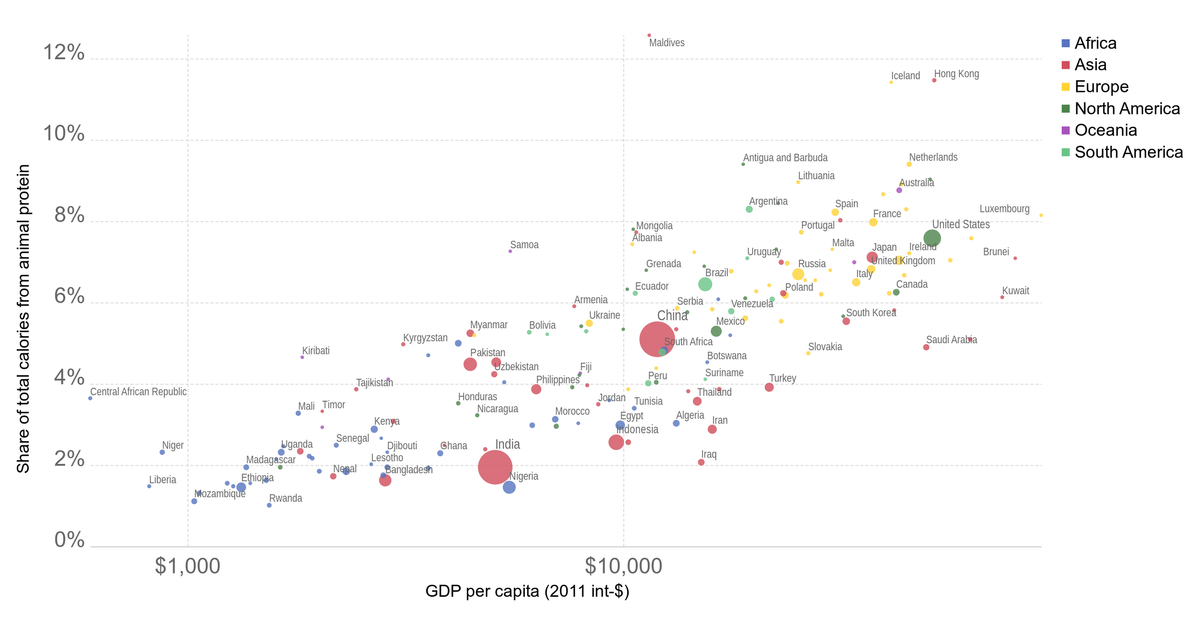 Africa
Asia
Europe
North America
Oceania
South America
12%
10%
8%
6%
4%
2%
0%
Share of total calories from animal protein
Maldives
Iceland
Hong Kong
Antigua and Barbuda
Netherlands
Lithuania
Australia
Argentina
Spain
Luxembourg
France
Mongolia
Portugal
United States
Albania
Samoa
Malta
Japan
Ireland
Uruguay
Brunei
Grenada
Russia
United Kingdom
Brazil
Italy
Ecuador
Poland
Canada
Kuwait
Armenia
Serbia
Venezuela
Ukraine
China
South Korea
Myanmar
Bolivia
Mexico
Kyrgyzstan
South Africa
Saudi Arabia
Kiribati
Pakistan
Botswana
Slovakia
Uzbekistan
Fiji
Tajikistan
Philippines
Peru
Suriname
Turkey
Central African Republic
Honduras
Jordan
Tunisia
Thailand
Mali
Timor
Nicaragua
Morocco
Egypt
Algeria
Iran
Kenya
Indonesia
Niger
Uganda
Senegal
Djibouti
Ghana
India
Madagascar
Lesotho
Iraq
Liberia
Ethiopia
Nepal
Bangladesh
Nigeria
Mozambique
Rwanda
$1,000
$10,000
GDP per capita (2011 int-$)